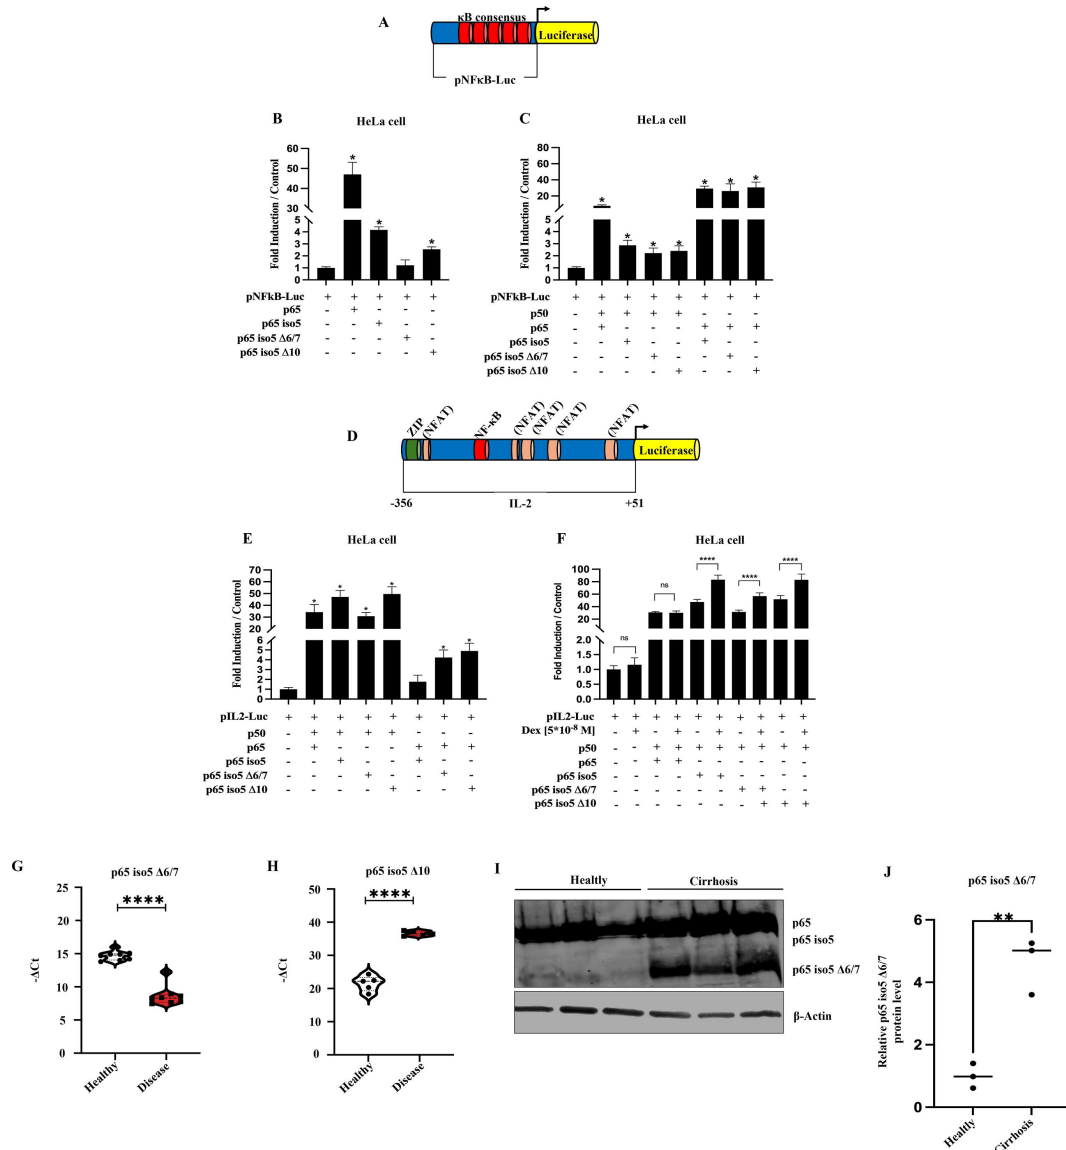 A
κB consensus
Luciferase
pNFκB-Luc
B
HeLa cell
Fold Induction / Control
60
50
40
30
5
4
3
2
1
0
pNFkB-Luc + + + + +
p65 - + - - -
p65 iso5 - - + - -
p65 iso5 Δ6/7 - - - + -
p65 iso5 Δ10 - - - - +
C
HeLa cell
Fold Induction / Control
80
60
40
20
5
4
3
2
1
0
pNFkB-Luc + + + + + + + +
p50 - + + + + - - -
p65 - + - - - + + +
p65 iso5 - - + - - + - -
p65 iso5 Δ6/7 - - - + - - + -
p65 iso5 Δ10 - - - - + - - +
D
ZIP
(NFAT)
NF-κB
(NFAT)
(NFAT)
(NFAT)
(NFAT)
Luciferase
-356
IL-2
+51
E
HeLa cell
Fold Induction / Control
70
60
50
40
30
20
10
6
5
4
3
2
1
0
pIL2-Luc + + + + + + + +
p50 - + + + + - - -
p65 - + - - - + + +
p65 iso5 - - + - - + - -
p65 iso5 Δ6/7 - - - + - - + -
p65 iso5 Δ10 - - - - + - - +
F
HeLa cell
Fold Induction / Control
100
80
60
40
20
2.0
1.5
1.0
0.5
0.0
ns
ns
****
****
****
pIL2-Luc + + + + + + + + + +
Dex [5*10-8 M] - + - + - + - + - +
p50 - - + + + + + + + +
p65 - - + + - - - - - -
p65 iso5 - - - - + + - - - -
p65 iso5 Δ6/7 - - - - - - + + - -
p65 iso5 Δ10 - - - - - - - + + +
G
p65 iso5 Δ6/7
-ΔCt
25
20
15
10
5
0
****
Healthy
Disease
H
p65 iso5 Δ10
-ΔCt
50
40
30
20
10
0
****
Healthy
Disease
I
Healtly
Cirrhosis
p65
p65 iso5
p65 iso5 Δ6/7
β-Actin
J
p65 iso5 Δ6/7
Relative p65 iso5 Δ6/7
protein level
6
4
2
0
**
Healtly
Cirrhosis